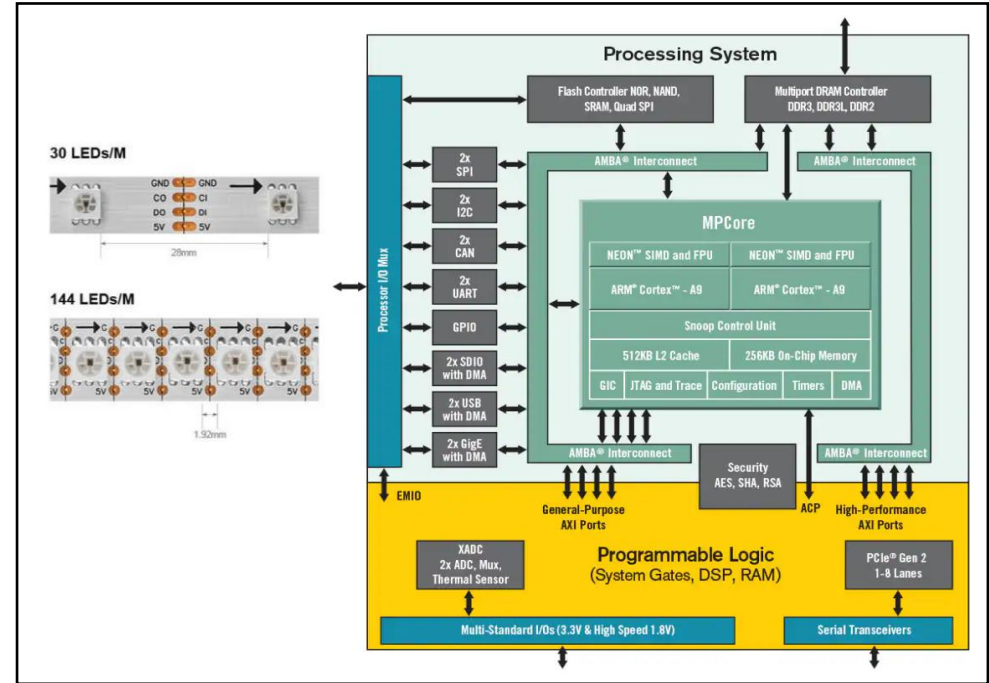 30 LEDs/M
GND GND
CO CI
DO DI
5V 5V
28mm
144 LEDs/M
G G G G G
5V 5V 5V 5V 5V
1.92mm
Processing System
Processor I/O Mux
Flash Controller NOR, NAND,
SRAM, Quad SPI
Multiport DRAM Controller
DDR3, DDR3L, DDR2
2x
SPI
2x
I2C
2x
CAN
2x
UART
GPIO
2x SDIO
with DMA
2x USB
with DMA
2x GigE
with DMA
AMBA® Interconnect
AMBA® Interconnect
MPCore
NEON™ SIMD and FPU
NEON™ SIMD and FPU
ARM® Cortex™ - A9
ARM® Cortex™ - A9
Snoop Control Unit
512KB L2 Cache
256KB On-Chip Memory
GIC
JTAG and Trace
Configuration
Timers
DMA
AMBA® Interconnect
AMBA® Interconnect
Security
AES, SHA, RSA
EMIO
General-Purpose
AXI Ports
ACP
High-Performance
AXI Ports
XADC
2x ADC, Mux,
Thermal Sensor
Programmable Logic
(System Gates, DSP, RAM)
PCIe® Gen 2
1-8 Lanes
Multi-Standard I/Os (3.3V & High Speed 1.8V)
Serial Transceivers